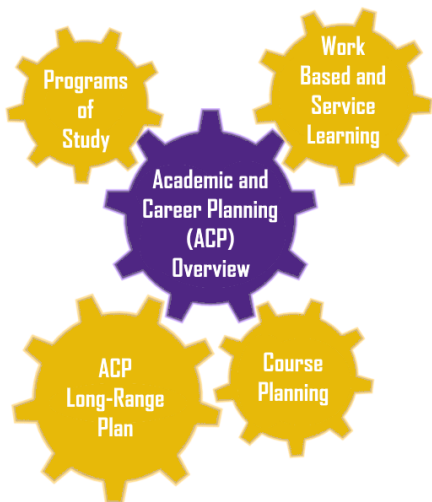 Programs
of
Study
Work
Based and
Service
Learning
Academic and
Career Planning
(ACP)
Overview
ACP
Long-Range
Plan
Course
Planning